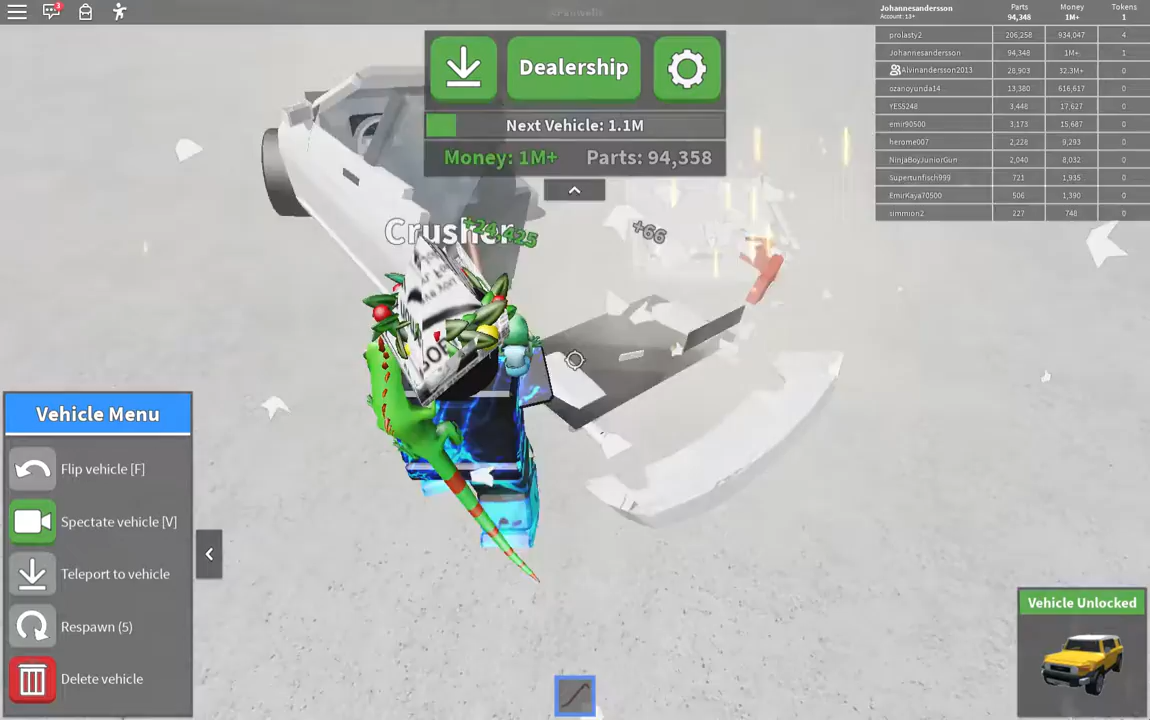 3
@Panwellz
Johannesandersson
Account: 13+
Parts
94,348
Money
1M+
Tokens
1
prolasty2 206,258 934,047 4
Johannesandersson 94,348 1M+ 1
Alvinandersson2013 28,903 32.3M+ 0
ozanoyunda14 13,380 616,617 0
YES5248 3,448 17,627 0
emir90500 3,173 15,687 0
herome007 2,228 9,293 0
NinjaBoyJuniorGun 2,040 8,032 0
Supertunfisch999 721 1,935 0
EmirKaya70500 506 1,390 0
simmion2 227 748 0
Dealership
Next Vehicle: 1.1M
Money: 1M+ Parts: 94,358
Crusher
+24,425
+66
Vehicle Menu
Flip vehicle [F]
Spectate vehicle [V]
Teleport to vehicle
Respawn (5)
Delete vehicle
Vehicle Unlocked